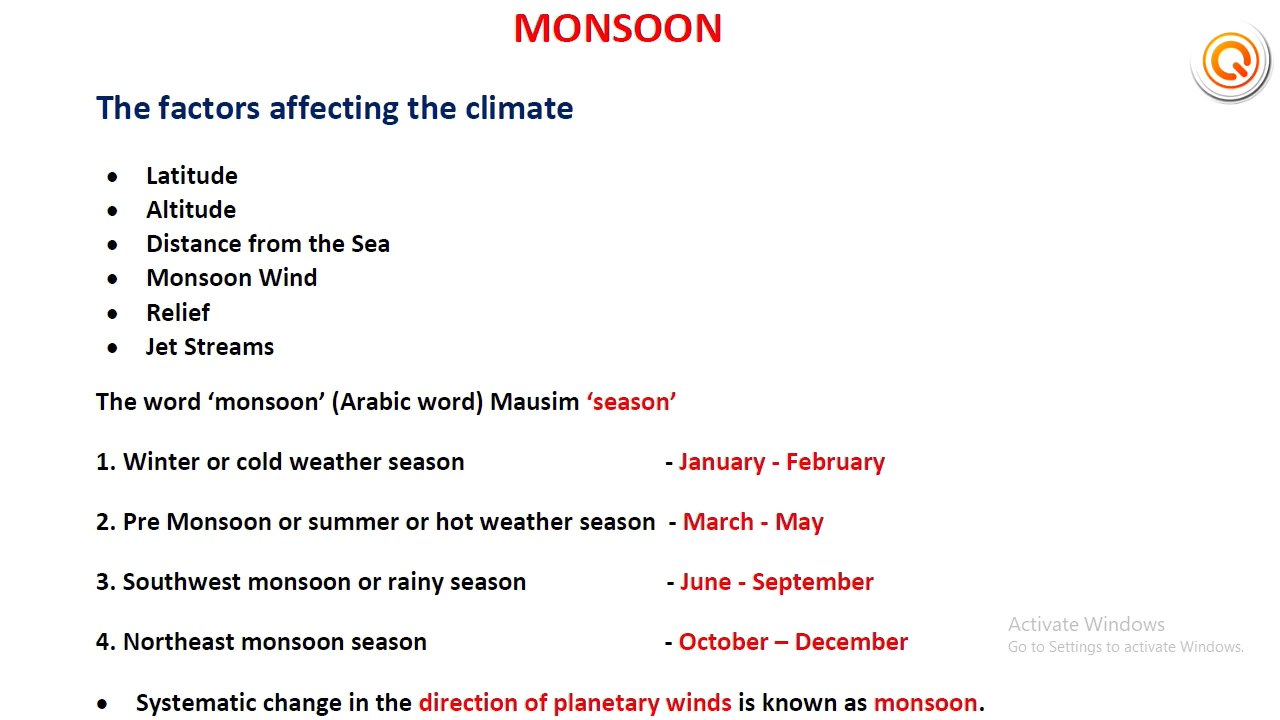 MONSOON
The factors affecting the climate
• Latitude
• Altitude
• Distance from the Sea
• Monsoon Wind
• Relief
• Jet Streams
The word ‘monsoon’ (Arabic word) Mausim ‘season’
1. Winter or cold weather season - January - February
2. Pre Monsoon or summer or hot weather season - March - May
3. Southwest monsoon or rainy season - June - September
4. Northeast monsoon season - October – December
Activate Windows
Go to Settings to activate Windows.
• Systematic change in the direction of planetary winds is known as monsoon.